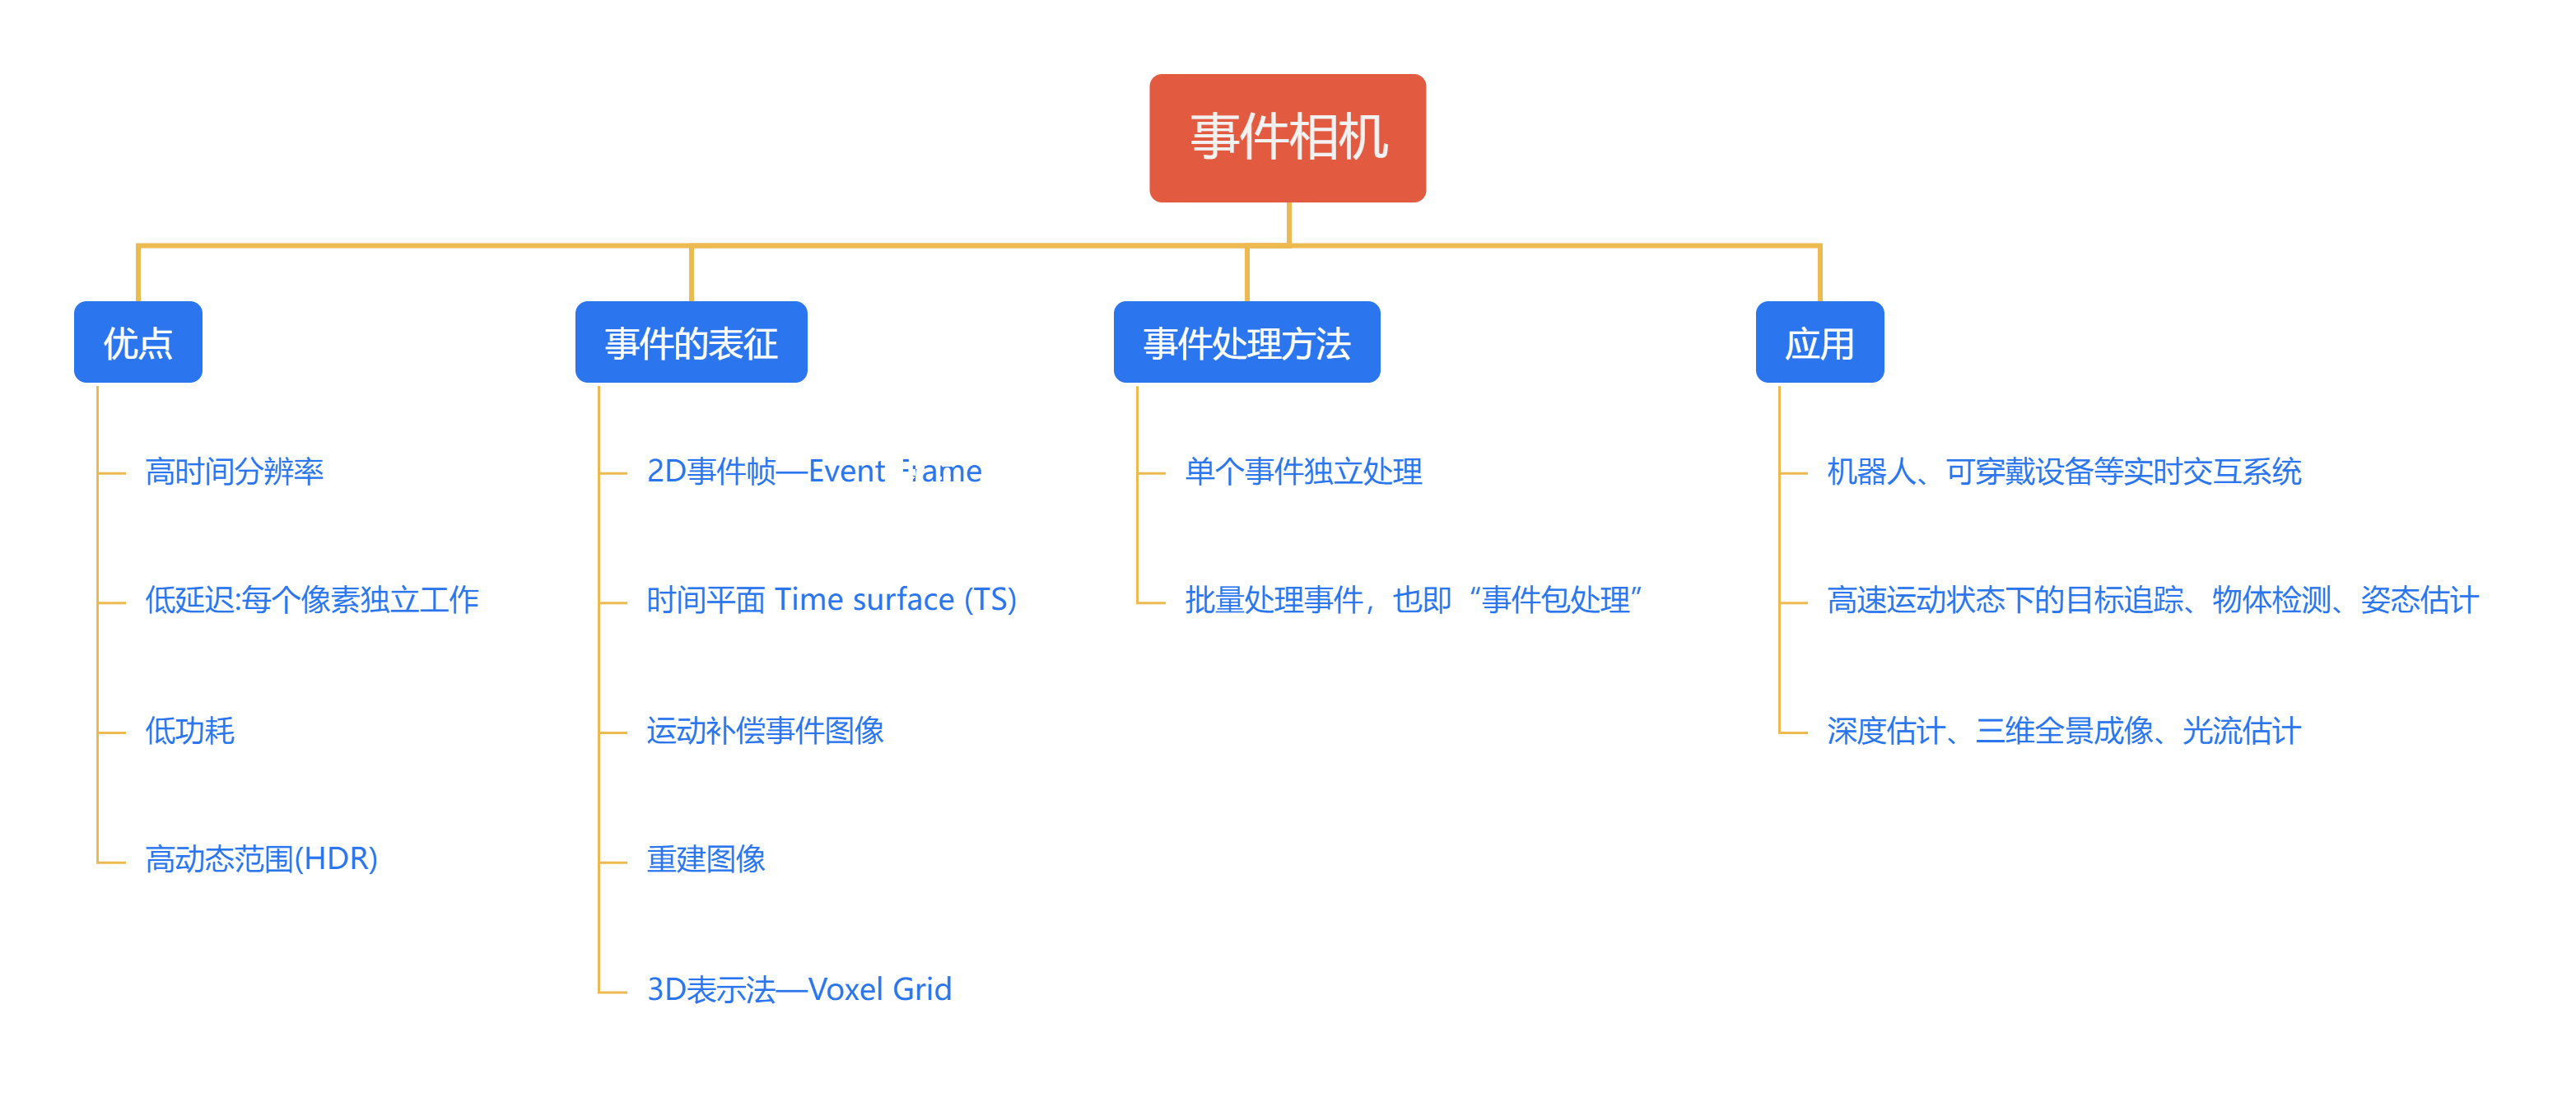 事件相机
优点
高时间分辨率
低延迟:每个像素独立工作
低功耗
高动态范围(HDR)
事件的表征
2D事件帧—Event
时间平面 Time surface (TS)
运动补偿事件图像
重建图像
3D表示法—Voxel Grid
事件处理方法
单个事件独立处理
批量处理事件，也即“事件包处理”
应用
机器人、可穿戴设备等实时交互系统
高速运动状态下的目标追踪、物体检测、姿态估计
深度估计、三维全景成像、光流估计